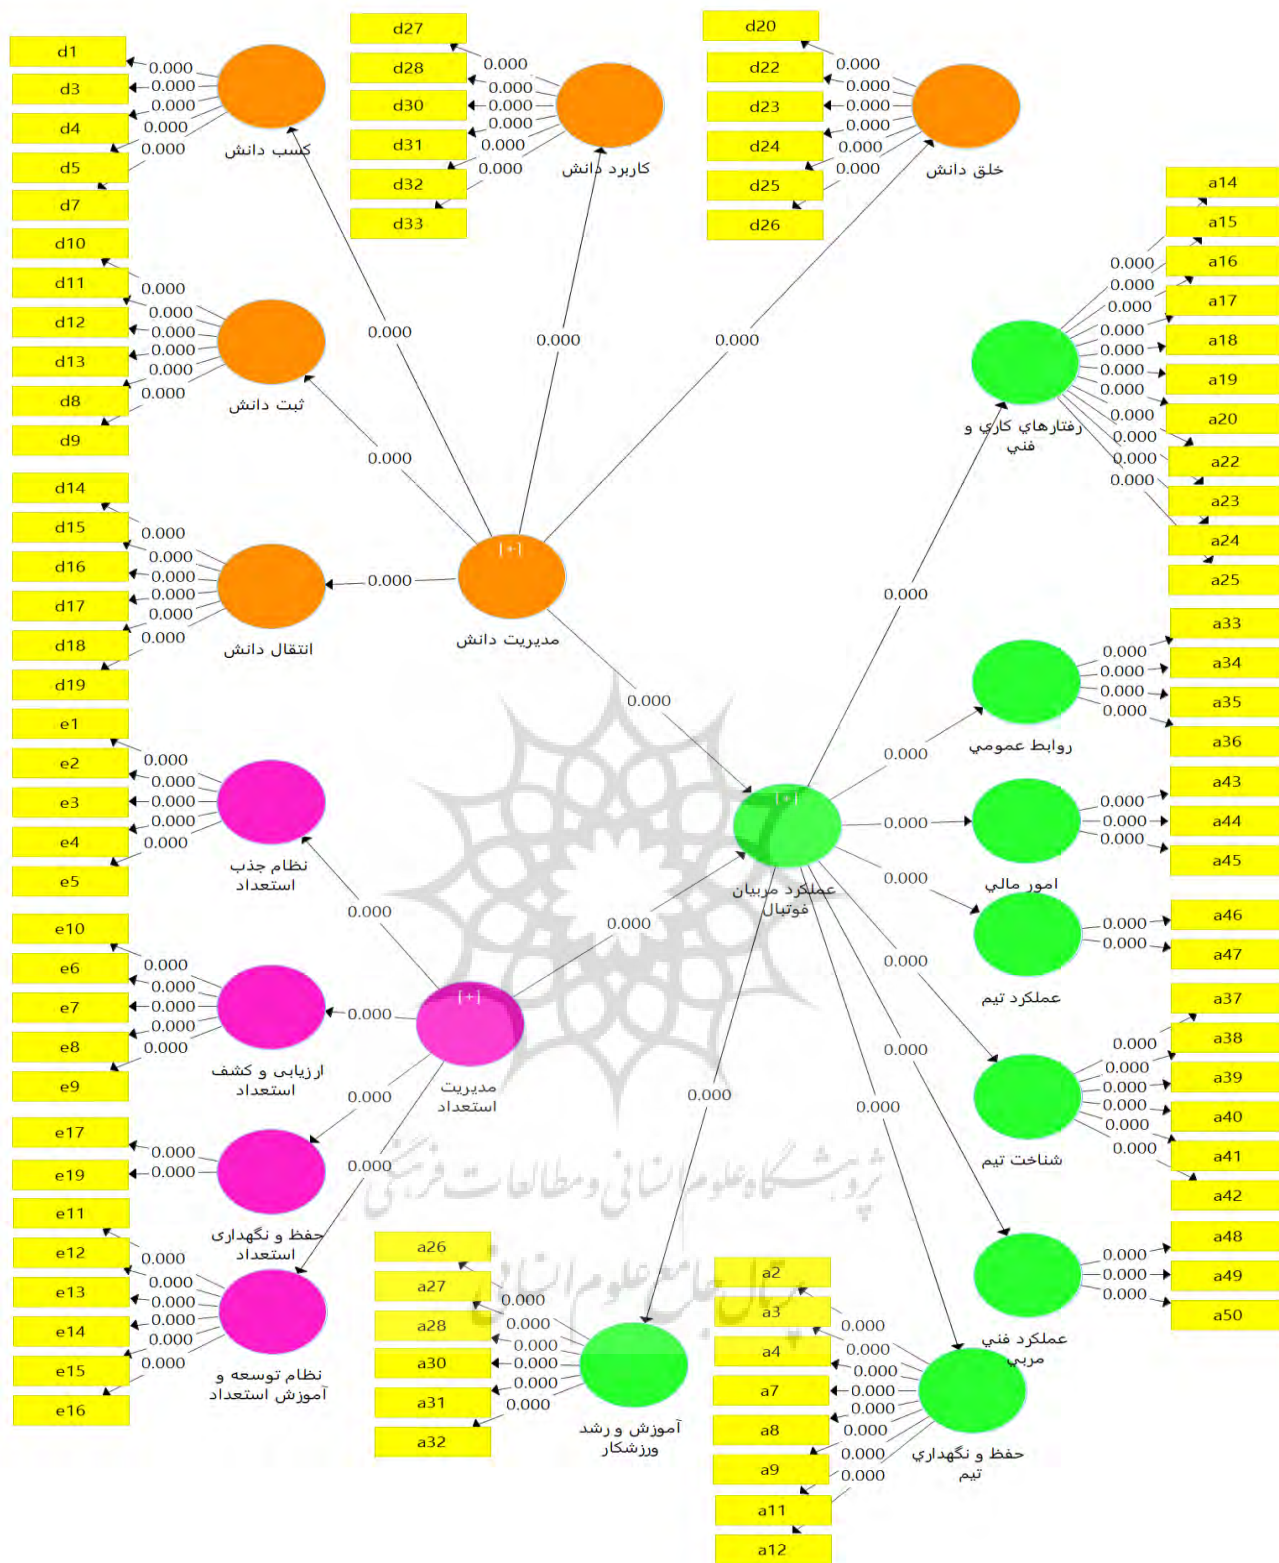 d1
d3
d4
d5
d7
0.000
0.000
0.000
0.000
0.000
کسب دانش
d27
d28
d30
d31
d32
d33
0.000
0.000
0.000
0.000
0.000
0.000
کاربرد دانش
d20
d22
d23
d24
d25
d26
0.000
0.000
0.000
0.000
0.000
0.000
خلق دانش
d10
d11
d12
d13
d8
d9
0.000
0.000
0.000
0.000
0.000
0.000
ثبت دانش
d14
d15
d16
d17
d18
d19
0.000
0.000
0.000
0.000
0.000
0.000
انتقال دانش
0.000
0.000
0.000
0.000
0.000
[+]
مدیریت دانش
0.000
a14
a15
a16
a17
a18
a19
a20
a22
a23
a24
a25
0.000
0.000
0.000
0.000
0.000
0.000
0.000
0.000
0.000
0.000
رفتارهاي کاري و
فني
0.000
a33
a34
a35
a36
0.000
0.000
0.000
0.000
روابط عمومي
0.000
a43
a44
a45
0.000
0.000
0.000
امور مالي
0.000
a46
a47
0.000
0.000
عملکرد تیم
0.000
[+]
عملکرد مربیان
فوتبال
e1
e2
e3
e4
e5
0.000
0.000
0.000
0.000
0.000
نظام جذب
استعداد
0.000
e10
e6
e7
e8
e9
0.000
0.000
0.000
0.000
0.000
ارزیابی و کشف
استعداد
0.000
[+]
مدیریت
استعداد
0.000
e17
e19
0.000
0.000
حفظ و نگهداری
استعداد
0.000
e11
e12
e13
e14
e15
e16
0.000
0.000
0.000
0.000
0.000
0.000
نظام توسعه و
آموزش استعداد
0.000
a37
a38
a39
a40
a41
a42
0.000
0.000
0.000
0.000
0.000
0.000
شناخت تیم
0.000
a48
a49
a50
0.000
0.000
0.000
عملکرد فني
مربي
0.000
0.000
0.000
پژوهشگاه علوم انسانی و مطالعات فرهنگی
پرتال جامع علوم انسانی
a26
a27
a28
a30
a31
a32
0.000
0.000
0.000
0.000
0.000
0.000
آموزش و رشد
ورزشکار
a2
a3
a4
a7
a8
a9
a11
a12
0.000
0.000
0.000
0.000
0.000
0.000
0.000
0.000
حفظ و نگهداري
تیم